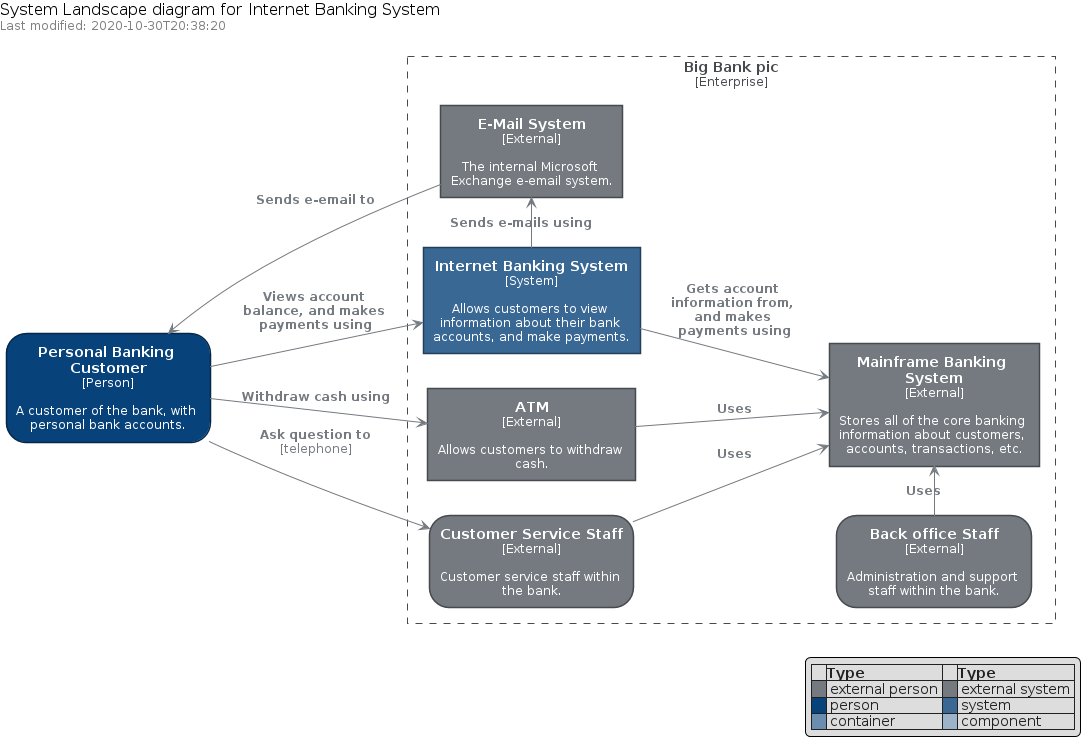 System Landscape diagram for Internet Banking System
Last modified: 2020-10-30T20:38:20
Big Bank pic
[Enterprise]
E-Mail System
[External]
The internal Microsoft
Exchange e-email system.
Sends e-email to
Sends e-mails using
Internet Banking System
[System]
Allows customers to view
information about their bank
accounts, and make payments.
Views account
balance, and makes
payments using
Gets account
information from,
and makes
payments using
Personal Banking
Customer
[Person]
A customer of the bank, with
personal bank accounts.
Mainframe Banking
System
[External]
Stores all of the core banking
information about customers,
accounts, transactions, etc.
Withdraw cash using
ATM
[External]
Allows customers to withdraw
cash.
Uses
Ask question to
[telephone]
Uses
Uses
Customer Service Staff
[External]
Customer service staff within
the bank.
Back office Staff
[External]
Administration and support
staff within the bank.
Type Type
external person external system
person system
container component